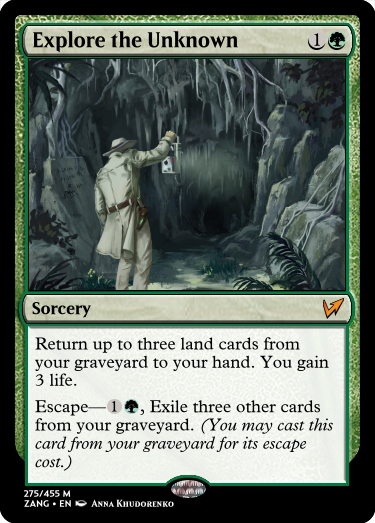 Explore the Unknown 1
Sorcery
Return up to three land cards from
your graveyard to your hand. You gain
3 life.
Escape—1, Exile three other cards
from your graveyard. (You may cast this
card from your graveyard for its escape
cost.)
275/455 M
ZANG • EN Anna Khudorenko